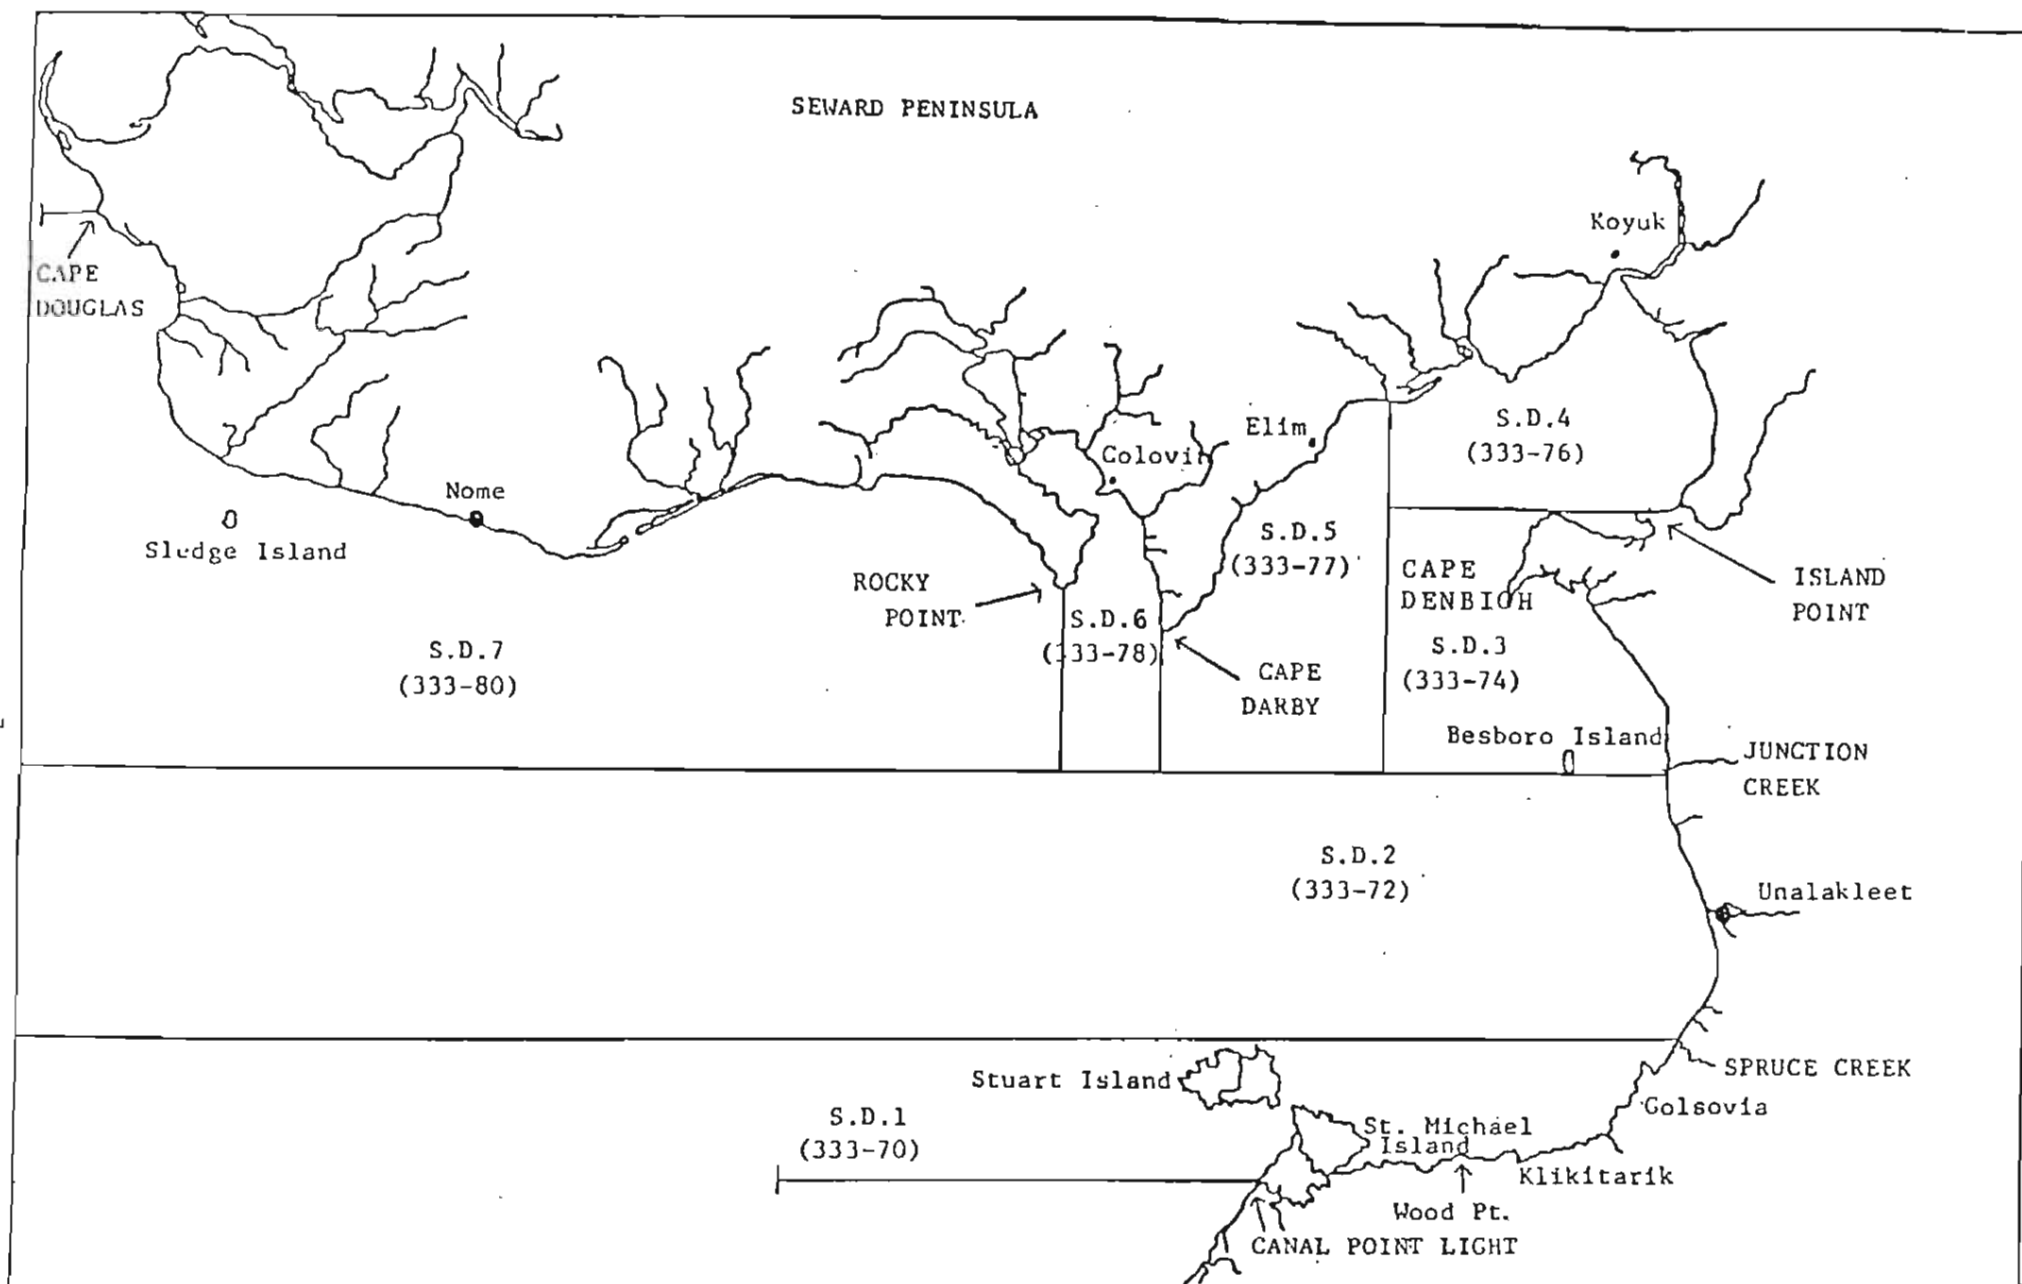 SEWARD PENINSULA
Koyuk
CAPE
DOUGLAS
S.D.4
(333-76)
Elim
Golovin
Nome
Sledge Island
S.D.5
(333-77)
CAPE
DENBIGH
ISLAND
POINT
ROCKY
POINT
S.D.6
(333-78)
S.D.3
(333-74)
S.D.7
(333-80)
CAPE
DARBY
Besboro Island
JUNCTION
CREEK
S.D.2
(333-72)
Unalakleet
SPRUCE CREEK
Stuart Island
Golsovia
S.D.1
(333-70)
St. Michael
Island
Klikitarik
Wood Pt.
CANAL POINT LIGHT